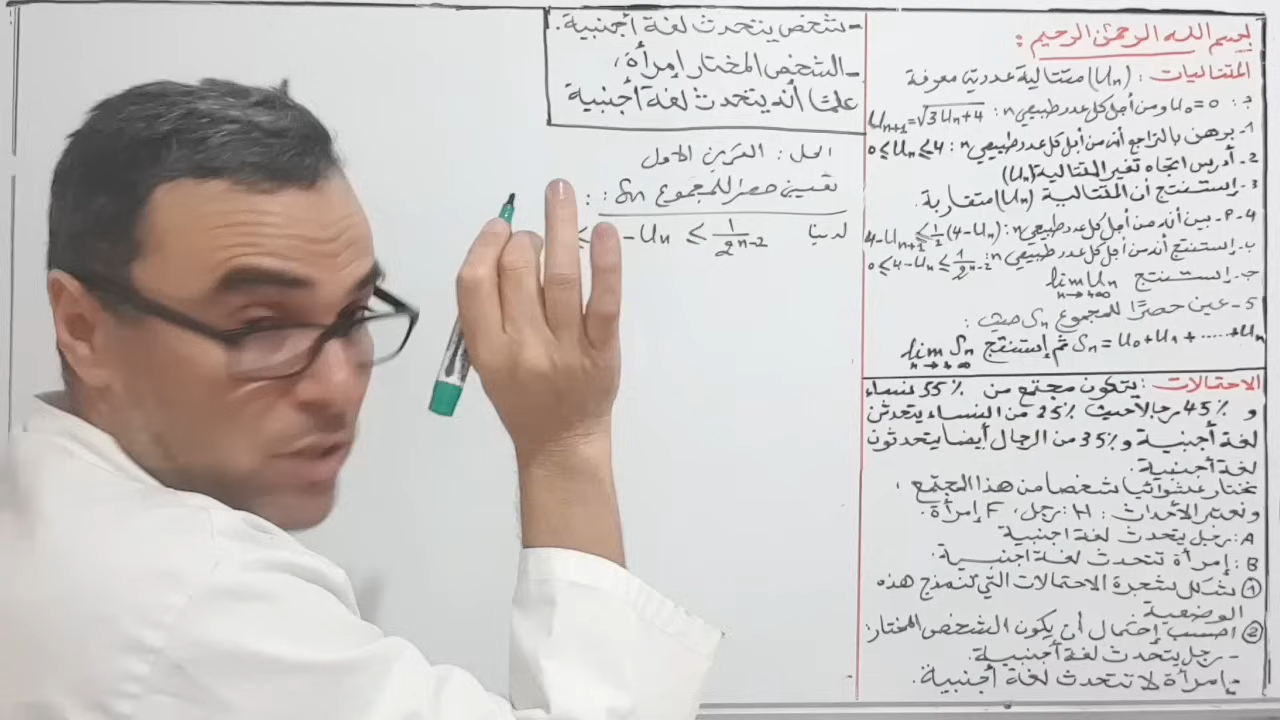 بسم الله الرحمٰن الرحيم :
المتتاليات : (Un) متتالية عددية معرفة
بـ : U0=0 ومن أجل كل عدد طبيعي n : Un+1=√3Un+4
1- برهن بالتراجع أنه من أجل كل عدد طبيعي n : 0≤Un≤4
2- أدرس اتجاه تغير المتتالية (Un)
3- إستنتج أن المتتالية (Un) متقاربة.
4- P- بين أنه من أجل كل عدد طبيعي n : 4-Un+1≤1/2(4-Un)
ب- إستنتج أنه من أجل كل عدد طبيعي n : 0≤4-Un≤1/2^n-2
ج- إستنتج lim Un n→+∞
5- عين حصرًا للمجموع Sn حيث :
Sn=U0+U1+.....+Un ثم إستنتج lim Sn n→+∞
الاحتمالات : يتكون مجتمع من 55% نساء
و 45% رجالا حيث 25% من النساء يتحدثن
لغة أجنبية و 35% من الرجال أيضا يتحدثون
لغة أجنبية.
نختار عشوائيا شخصا من هذا المجتمع ،
ونعتبر الأحداث : H : رجل ، F إمرأة.
A : رجل يتحدث لغة اجنبية
B : إمرأة تتحدث لغة اجنبية.
① شكل شجرة الاحتمالات التي تنمذج هذه
الوضعية.
② احسب إحتمال أن يكون الشخص المختار :
- رجل يتحدث لغة أجنبية.
- إمرأة لا تتحدث لغة أجنبية.
- شخص يتحدث لغة أجنبية.
- الشخص المختار إمرأة ،
علما أنه يتحدث لغة أجنبية
الحل : التمرين الأول
تعيين حصر للمجموع Sn :
لدينا ≤ -Un ≤ 1/2^n-2